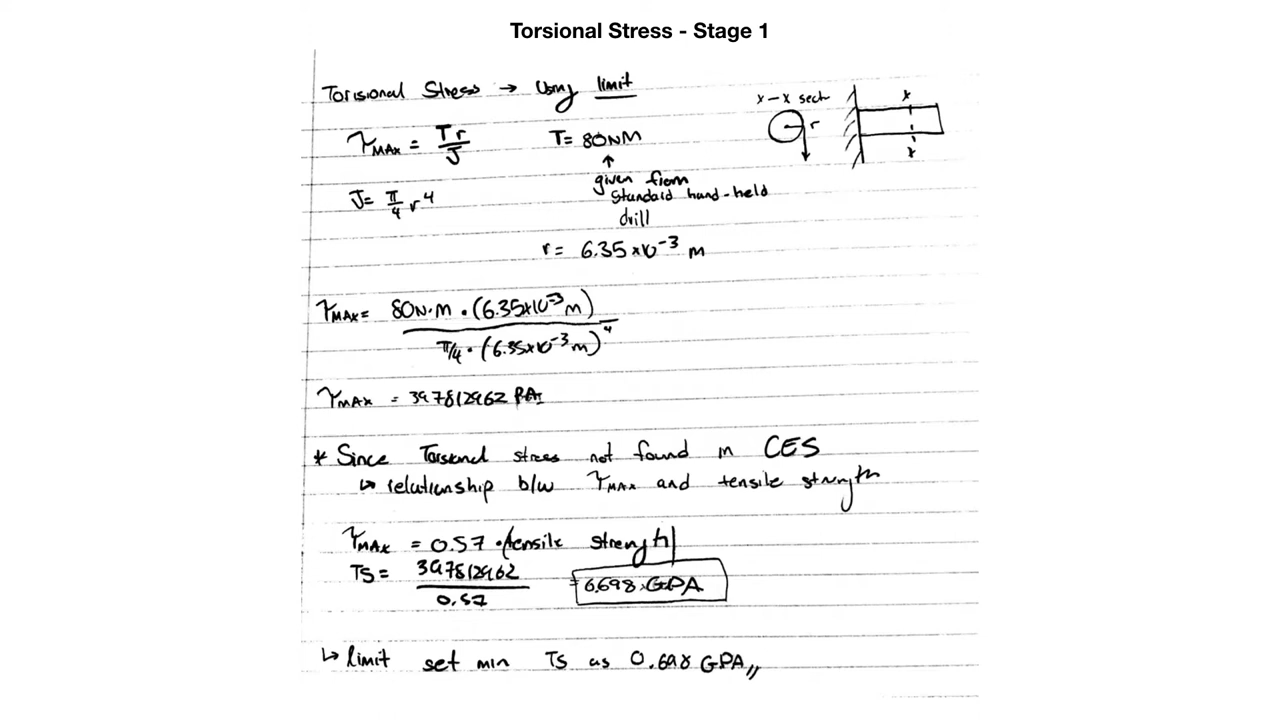 Torsional Stress - Stage 1
Torisional Stress → Using limit
x-x sect
x
τMAX = Tr/J
T= 80NM
r
x
↑
given from
Standard hand-held
drill
J= π/4 r⁴
r= 6.35×10⁻³ m
τMAX= 80N·M · (6.35×10⁻³m)
π/4 · (6.35×10⁻³m)⁴
τMAX = 397812962 PA
* Since Torsional stress not found in CES
↳ relationship b/w τMAX and tensile strength
τMAX = 0.57 · tensile strength
TS= 397812962
0.57
= 0.698 GPA
↳ limit set min TS as 0.698 GPA,,